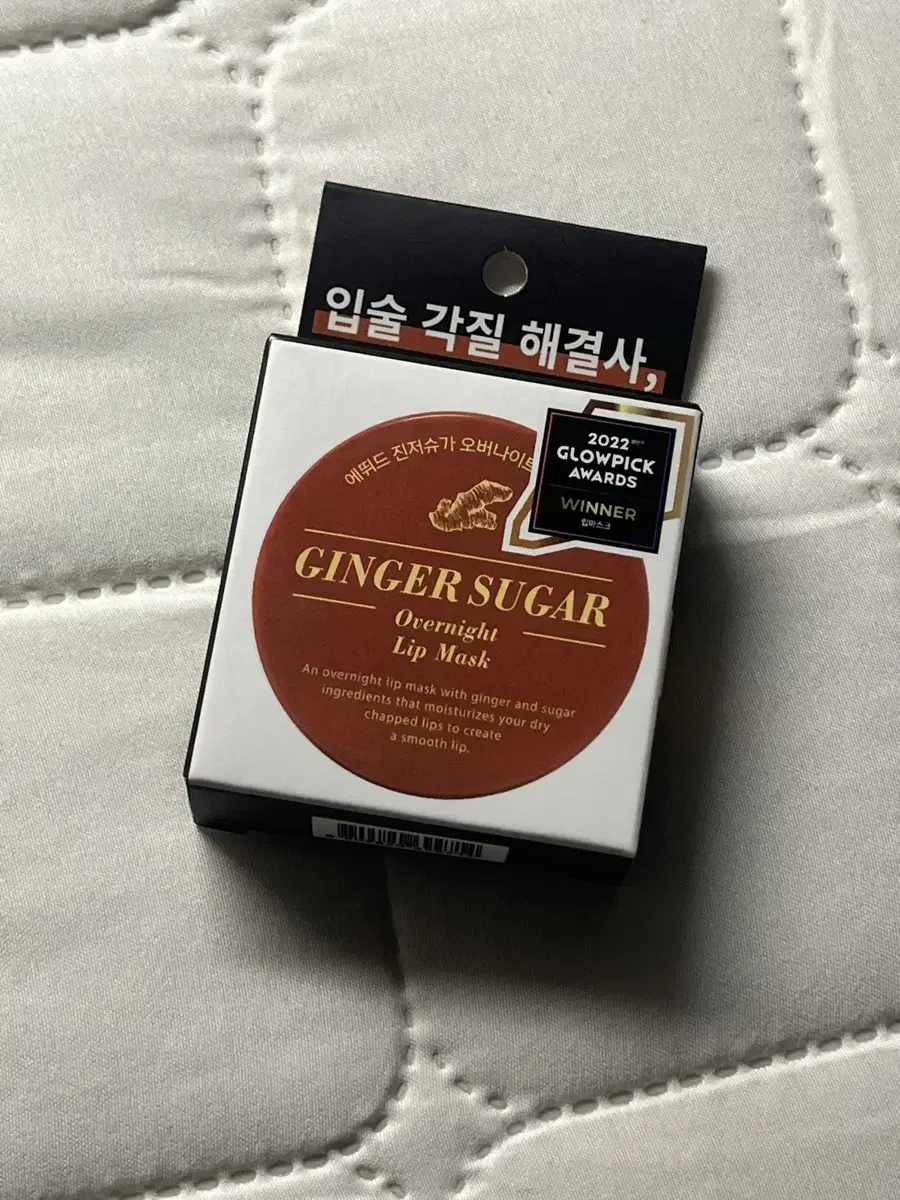 입술 각질 해결사,
에뛰드 진저슈가 오버나이트
2022
GLOWPICK
AWARDS
WINNER
립마스크
GINGER SUGAR
Overnight
Lip Mask
An overnight lip mask with ginger and sugar
ingredients that moisturizes your dry
chapped lips to create
a smooth lip.